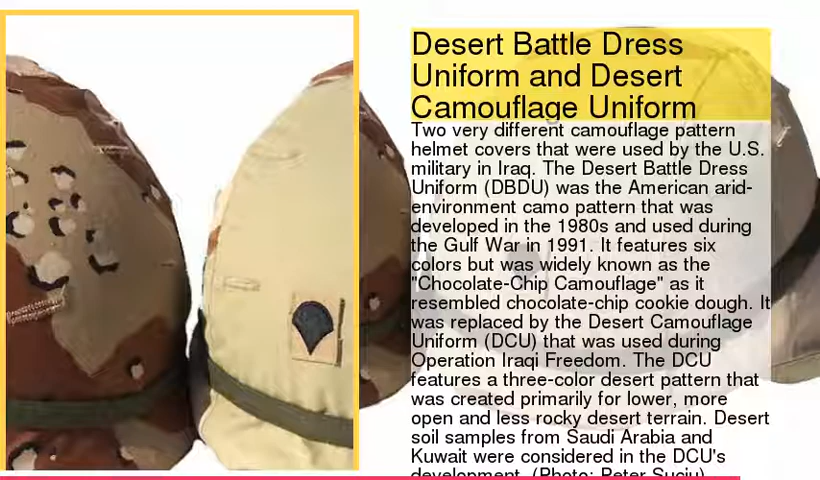 Desert Battle Dress
Uniform and Desert
Camouflage Uniform
Two very different camouflage pattern
helmet covers that were used by the U.S.
military in Iraq. The Desert Battle Dress
Uniform (DBDU) was the American arid-
environment camo pattern that was
developed in the 1980s and used during
the Gulf War in 1991. It features six
colors but was widely known as the
"Chocolate-Chip Camouflage" as it
resembled chocolate-chip cookie dough. It
was replaced by the Desert Camouflage
Uniform (DCU) that was used during
Operation Iraqi Freedom. The DCU
features a three-color desert pattern that
was created primarily for lower, more
open and less rocky desert terrain. Desert
soil samples from Saudi Arabia and
Kuwait were considered in the DCU's
development. (Photo: Peter Suciu)